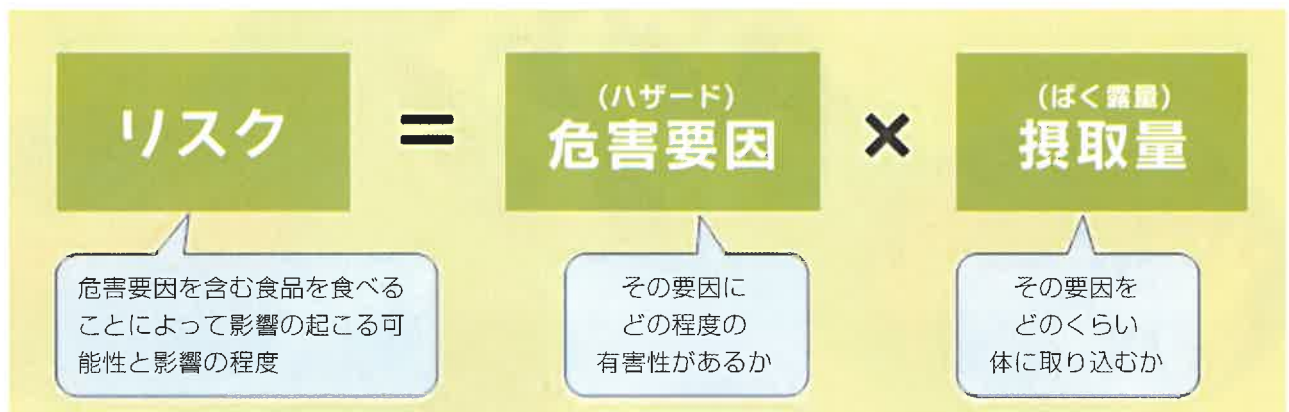 リスク
=
(ハザード)
危害要因
×
(ばく露量)
摂取量
危害要因を含む食品を食べる
ことによって影響の起こる可
能性と影響の程度
その要因に
どの程度の
有害性があるか
その要因を
どのくらい
体に取り込むか